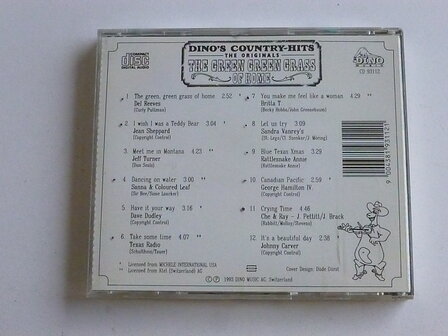 DINO'S COUNTRY-HITS
THE ORIGINALS
THE GREEN GREEN GRASS
OF HOME
COMPACT
disc
DIGITAL AUDIO
DINO
CD 93112
1 The green, green grass of home 2.52 *
Del Reeves
(Curly Putman)
2 I wish I was a Teddy Bear 3.04
Jean Sheppard
(Copyright Control)
3 Meet me in Montana 4.23 **
Jeff Turner
(Dan Seals)
4 Dancing on water 3.00 **
Sanna & Coloured Leaf
5 Have it your way 3.16 *
Dave Dudley
(Copyright Control)
6 Take some time 4.07 **
Texas Radio
7 You make me feel like a woman 4.29 **
Britta T.
(Becky Hobbs/John Greenebaum)
8 Let us try 3:09
Sandra Vanrey's
9 Blue Texas Xmas 3:29
Rattlesnake Annie
(Rattlesnake Annie)
10 Canadian Pacific 2.59 *
George Hamilton IV
(Copyright Control)
11 Crying Time 4.46
Che & Ray – J. Pettitt/J Brack
12 It's a beautiful day 2.38 *
Johnny Carver
(Copyright Control)
* Licensed from MICHELE INTERNATIONAL USA
** Licensed from Kiel (Switzerland) AG
© 1993 DINO MUSIC AG. Switzerland
Cover Design: Dodo Dürst